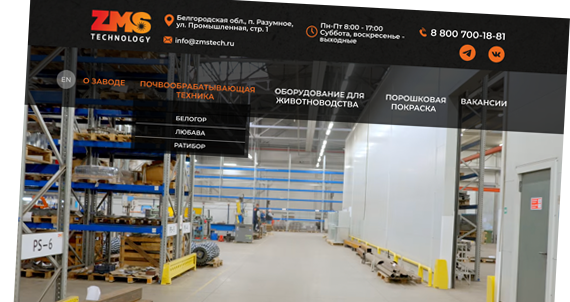 ZMS
TECHNOLOGY
Белгородская обл., п. Разумное,
ул. Промышленная, стр. 1
info@zmstech.ru
Пн-Пт 8:00 - 17:00
Суббота, воскресенье -
выходные
8 800 700-18-81
EN
О ЗАВОДЕ
ПОЧВООБРАБАТЫВАЮЩАЯ
ТЕХНИКА
ОБОРУДОВАНИЕ ДЛЯ
ЖИВОТНОВОДСТВА
ПОРОШКОВАЯ
ПОКРАСКА
ВАКАНСИИ
БЕЛОГОР
ЛЮБАВА
РАТИБОР
PS-6